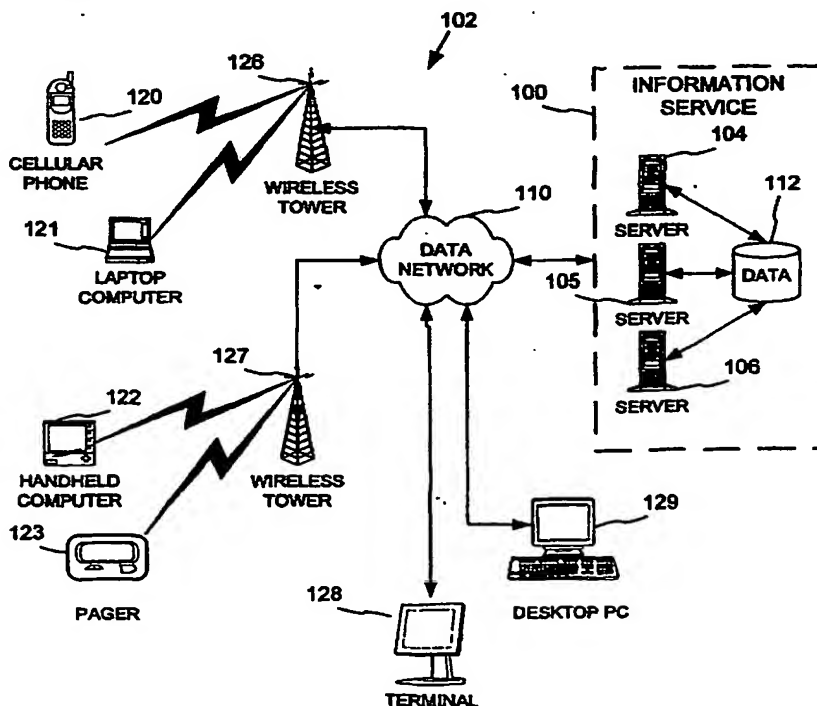 102
126
120
CELLULAR
PHONE
WIRELESS
TOWER
121
LAPTOP
COMPUTER
110
DATA
NETWORK
100
INFORMATION
SERVICE
104
SERVER
112
DATA
105
SERVER
106
SERVER
127
122
HANDHELD
COMPUTER
WIRELESS
TOWER
123
PAGER
129
DESKTOP PC
128
TERMINAL